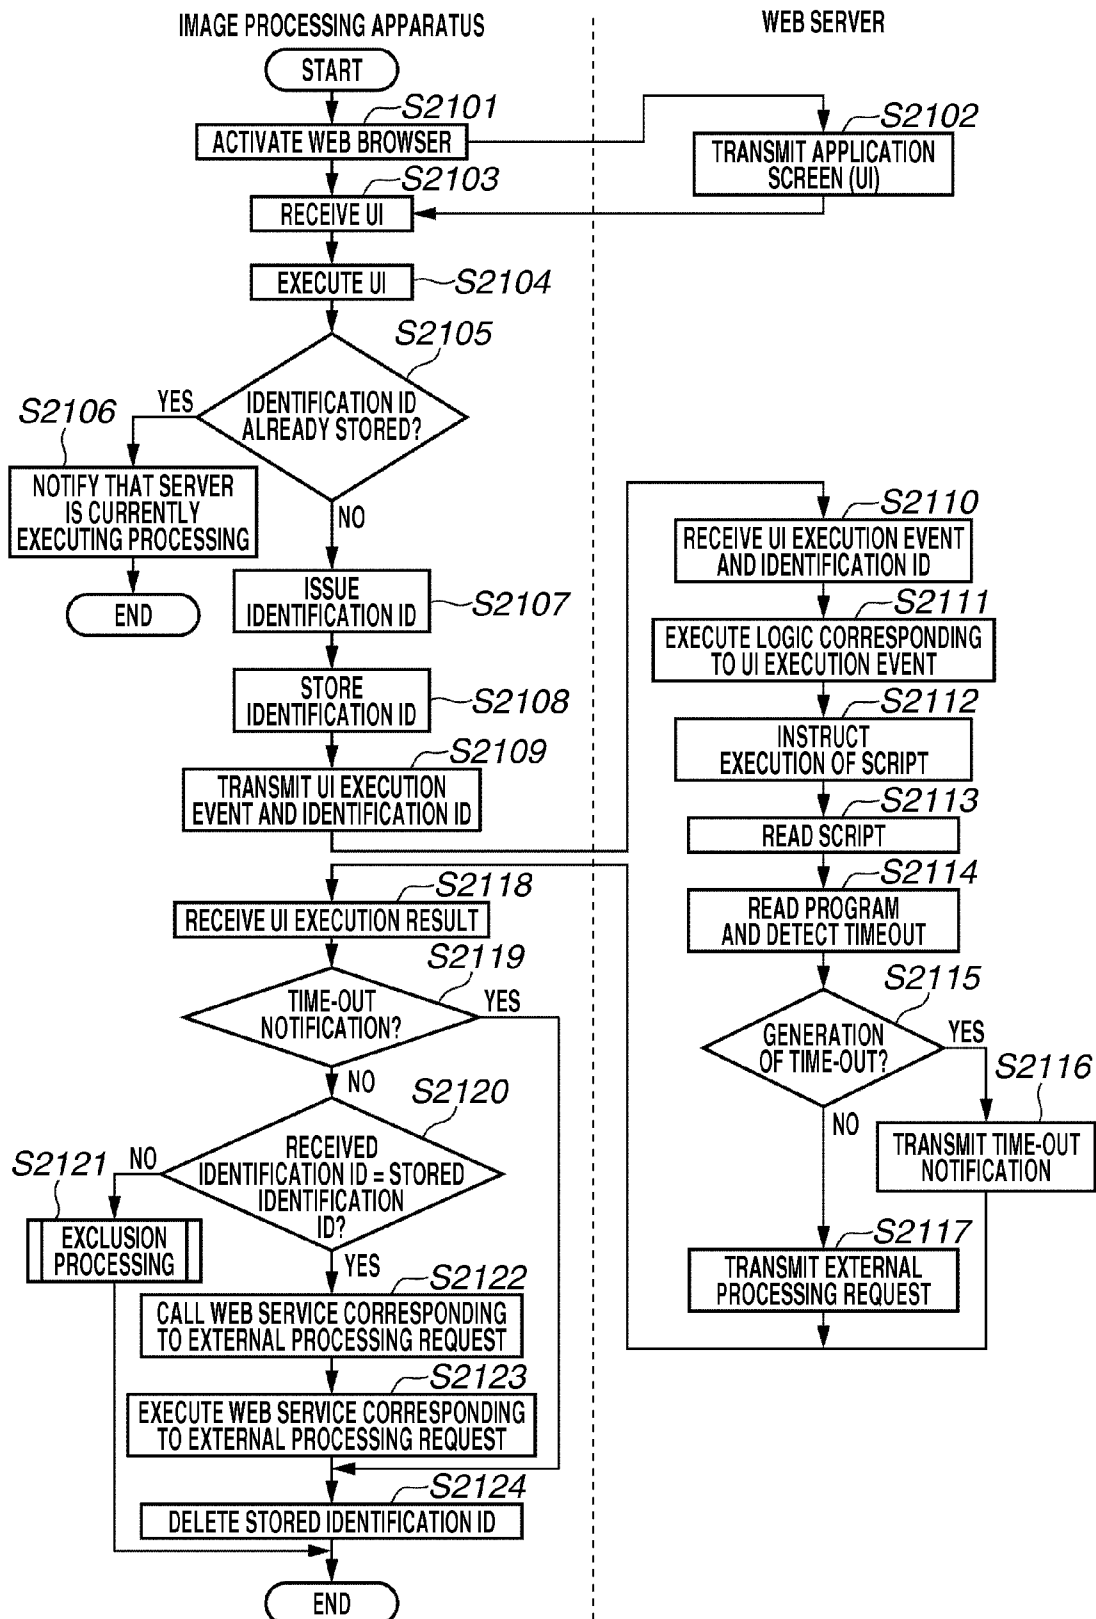 IMAGE PROCESSING APPARATUS
WEB SERVER
START
S2101
ACTIVATE WEB BROWSER
S2102
TRANSMIT APPLICATION
SCREEN (UI)
S2103
RECEIVE UI
EXECUTE UI
S2104
S2105
IDENTIFICATION ID
ALREADY STORED?
YES
S2106
NOTIFY THAT SERVER
IS CURRENTLY
EXECUTING PROCESSING
END
NO
ISSUE
IDENTIFICATION ID
S2107
STORE
IDENTIFICATION ID
S2108
S2109
TRANSMIT UI EXECUTION
EVENT AND IDENTIFICATION ID
S2110
RECEIVE UI EXECUTION EVENT
AND IDENTIFICATION ID
S2111
EXECUTE LOGIC CORRESPONDING
TO UI EXECUTION EVENT
S2112
INSTRUCT
EXECUTION OF SCRIPT
S2113
READ SCRIPT
S2114
READ PROGRAM
AND DETECT TIMEOUT
S2115
GENERATION
OF TIME-OUT?
YES
S2116
TRANSMIT TIME-OUT
NOTIFICATION
NO
S2117
TRANSMIT EXTERNAL
PROCESSING REQUEST
S2118
RECEIVE UI EXECUTION RESULT
S2119
TIME-OUT
NOTIFICATION?
YES
NO
S2120
RECEIVED
IDENTIFICATION ID = STORED
IDENTIFICATION
ID?
NO
S2121
EXCLUSION
PROCESSING
YES
S2122
CALL WEB SERVICE CORRESPONDING
TO EXTERNAL PROCESSING REQUEST
S2123
EXECUTE WEB SERVICE CORRESPONDING
TO EXTERNAL PROCESSING REQUEST
S2124
DELETE STORED IDENTIFICATION ID
END